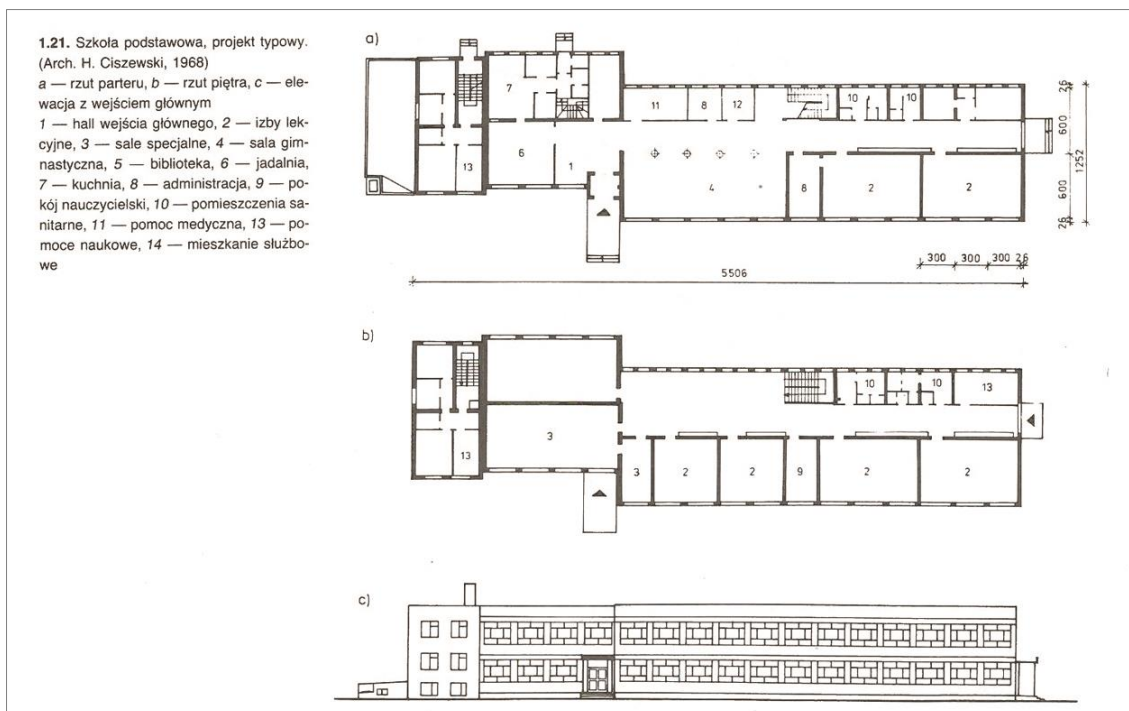 1.21. Szkoła podstawowa, projekt typowy.
(Arch. H. Ciszewski, 1968)
a — rzut parteru, b — rzut piętra, c — ele-
wacja z wejściem głównym
1 — hall wejścia głównego, 2 — izby lek-
cyjne, 3 — sale specjalne, 4 — sala gim-
nastyczna, 5 — biblioteka, 6 — jadalnia,
7 — kuchnia, 8 — administracja, 9 — po-
kój nauczycielski, 10 — pomieszczenia sa-
nitarne, 11 — pomoc medyczna, 13 — po-
moce naukowe, 14 — mieszkanie służbo-
we
a)
7 11 8 12 10 10
13 6 1 4 8 2 2
26 600 600 26 1252
300 300 300 26
5506
b)
10 10 13
3
13 3 2 2 9 2 2
c)